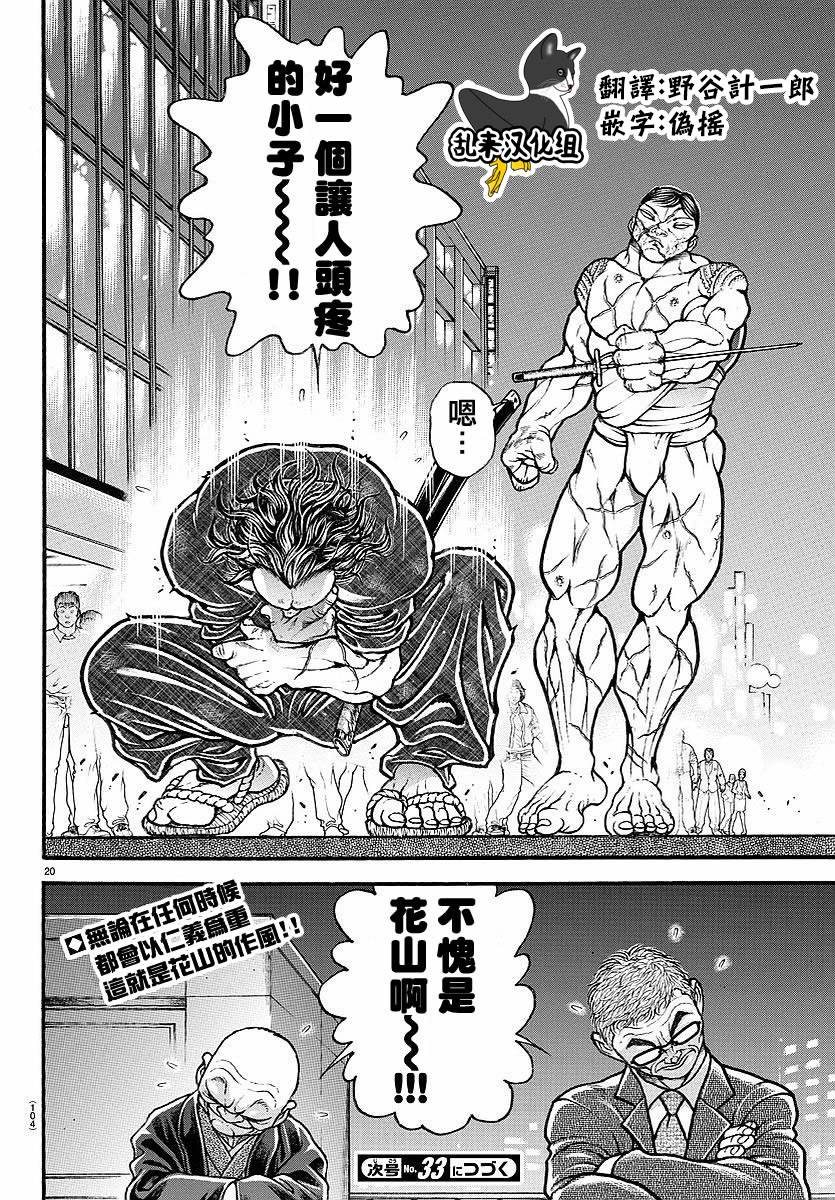 翻譯:野谷計一郎
嵌字:偽搖
乱来汉化组
好一個讓人頭疼
的小子~~~!!
嗯…
20
無論在任何時候
都會以仁義為重
這就是花山的作風!!
不愧是
花山啊~~!!!
(104)
次号No.33につづく